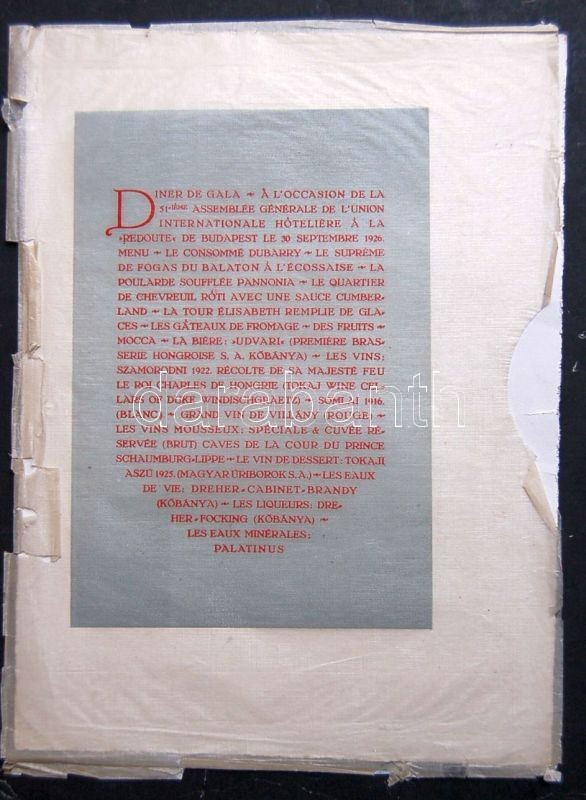 DINER DE GALA ~ À L'OCCASION DE LA
51-IÈME ASSEMBLÉE GÉNÉRALE DE L'UNION
INTERNATIONALE HÔTELIÈRE À LA
»REDOUTE« DE BUDAPEST LE 30 SEPTEMBRE 1926.
MENU ~ LE CONSOMMÉ DUBARRY ~ LE SUPRÊME
DE FOGAS DU BALATON À L'ÉCOSSAISE ~ LA
POULARDE SOUFFLÉE PANNONIA ~ LE QUARTIER
DE CHEVREUIL RÔTI AVEC UNE SAUCE CUMBER-
LAND ~ LA TOUR ÉLISABETH REMPLIE DE GLA-
CES ~ LES GÂTEAUX DE FROMAGE ~ DES FRUITS ~
MOCCA ~ LA BIÈRE: »UDVARI« (PREMIÈRE BRAS-
SERIE HONGROISE S. A. KŐBÁNYA) ~ LES VINS:
SZAMORODNI 1922. RÉCOLTE DE SA MAJESTÉ FEU
LE ROI CHARLES DE HONGRIE (TOKAJ WINE CEL-
LARS OF DUKE WINDISCHGRAETZ) ~ SOMLAI 1916.
(BLANC) ~ GRAND VIN DE VILLÁNY (ROUGE) ~
LES VINS MOUSSEUX: SPÉCIALE & CUVÉE RÉ-
SERVÉE (BRUT) CAVES DE LA COUR DU PRINCE
SCHAUMBURG-LIPPE ~ LE VIN DE DESSERT: TOKAJI
ASZÚ 1925. (MAGYAR ÚRIBOROK S. A.) ~ LES EAUX
DE VIE: DREHER-CABINET-BRANDY
(KŐBÁNYA) ~ LES LIQUEURS: DRE-
HER-FOCKING (KŐBÁNYA) ~
LES EAUX MINÉRALES:
PALATINUS
darabanth